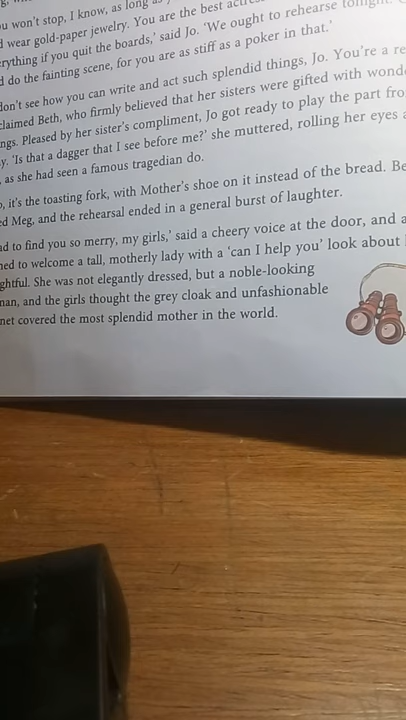 u won't stop, I know, as long as
d wear gold-paper jewelry. You are the best
erything if you quit the boards,' said Jo. 'We ought to rehearse
d do the fainting scene, for you are as stiff as a poker in that.'
don't see how you can write and act such splendid things, Jo. You're a re
claimed Beth, who firmly believed that her sisters were gifted with wond
ngs. Pleased by her sister's compliment, Jo got ready to play the part fro
y. 'Is that a dagger that I see before me?' she muttered, rolling her eyes a
, as she had seen a famous tragedian do.
, it's the toasting fork, with Mother's shoe on it instead of the bread. Be
ed Meg, and the rehearsal ended in a general burst of laughter.
ad to find you so merry, my girls,' said a cheery voice at the door, and a
ned to welcome a tall, motherly lady with a 'can I help you' look about
ghtful. She was not elegantly dressed, but a noble-looking
man, and the girls thought the grey cloak and unfashionable
net covered the most splendid mother in the world.